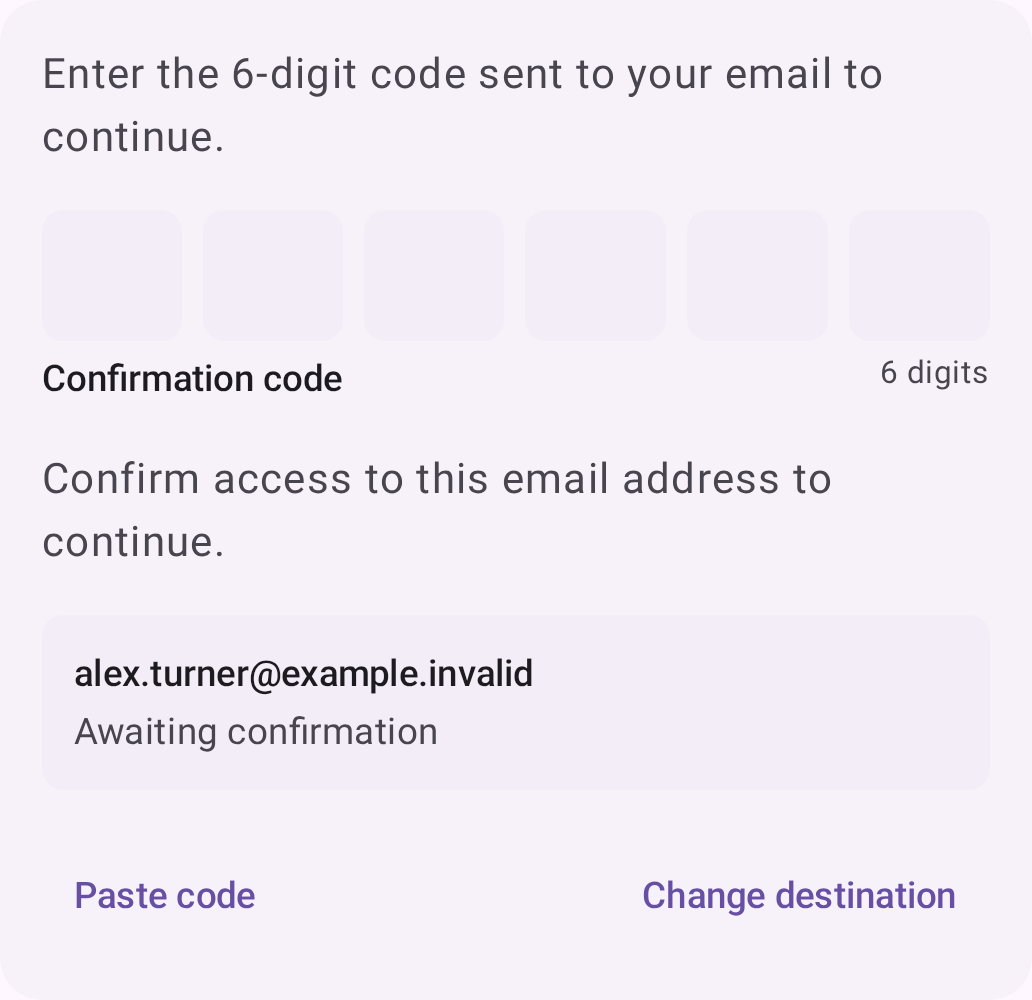 Enter the 6-digit code sent to your email to
continue.
Confirmation code
6 digits
Confirm access to this email address to
continue.
alex.turner@example.invalid
Awaiting confirmation
Paste code
Change destination